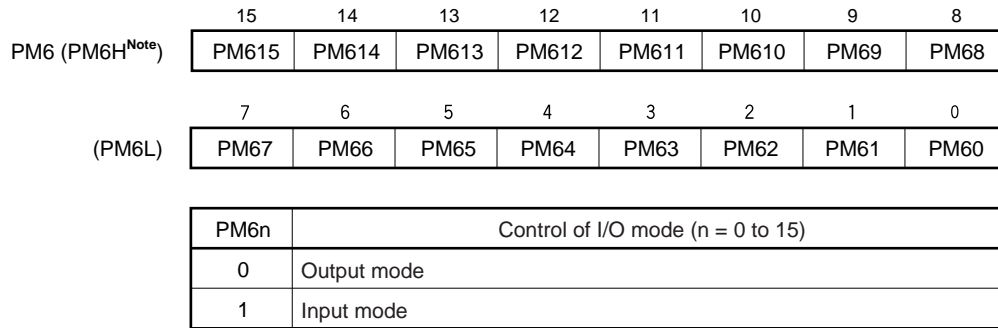 15 14 13 12 11 10 9 8
PM6 (PM6HNote) PM615 PM614 PM613 PM612 PM611 PM610 PM69 PM68
7 6 5 4 3 2 1 0
(PM6L) PM67 PM66 PM65 PM64 PM63 PM62 PM61 PM60
PM6n Control of I/O mode (n = 0 to 15)
0 Output mode
1 Input mode